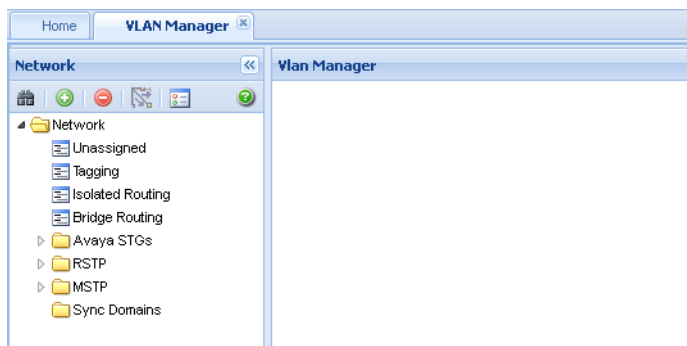 Home
VLAN Manager
Network
Vlan Manager
Network
Unassigned
Tagging
Isolated Routing
Bridge Routing
Avaya STGs
RSTP
MSTP
Sync Domains